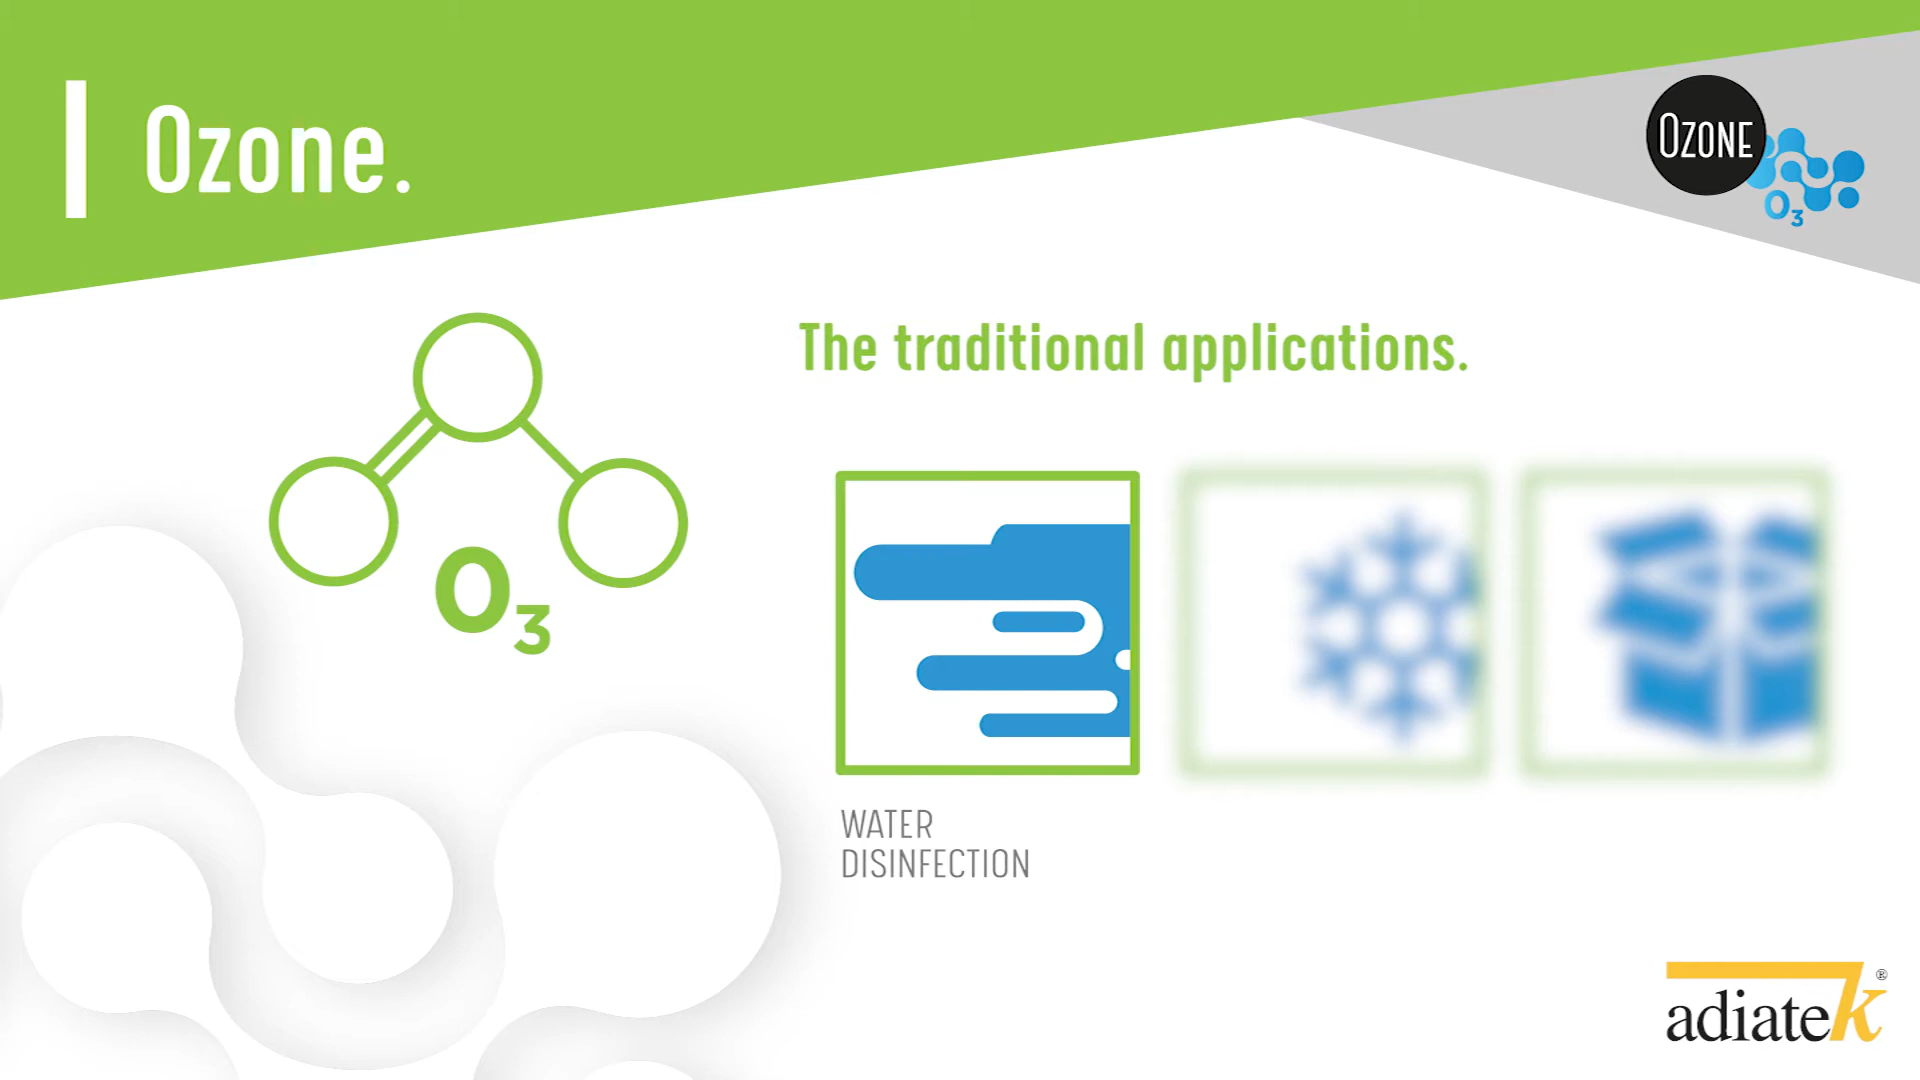 Ozone.
OZONE
O3
The traditional applications.
O3
WATER
DISINFECTION
adiatek®